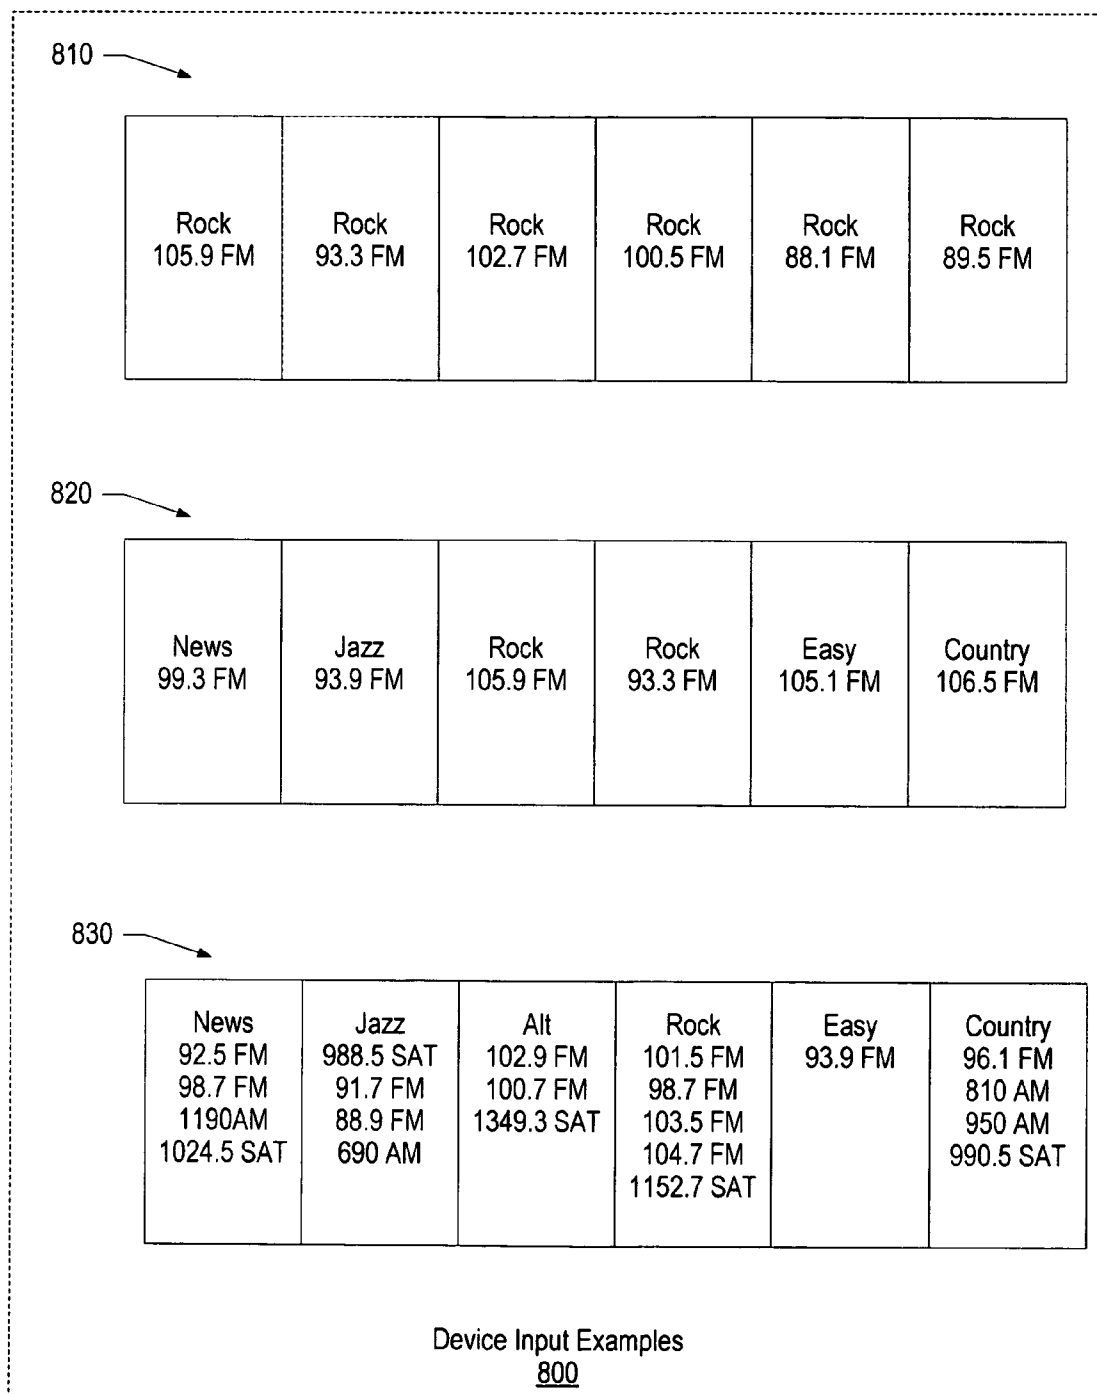 810
Rock Rock Rock Rock Rock Rock
105.9 FM 93.3 FM 102.7 FM 100.5 FM 88.1 FM 89.5 FM
820
News Jazz Rock Rock Easy Country
99.3 FM 93.9 FM 105.9 FM 93.3 FM 105.1 FM 106.5 FM
830
News
92.5 FM
98.7 FM
1190AM
1024.5 SAT
Jazz
988.5 SAT
91.7 FM
88.9 FM
690 AM
Alt
102.9 FM
100.7 FM
1349.3 SAT
Rock
101.5 FM
98.7 FM
103.5 FM
104.7 FM
1152.7 SAT
Easy
93.9 FM
Country
96.1 FM
810 AM
950 AM
990.5 SAT
Device Input Examples
800